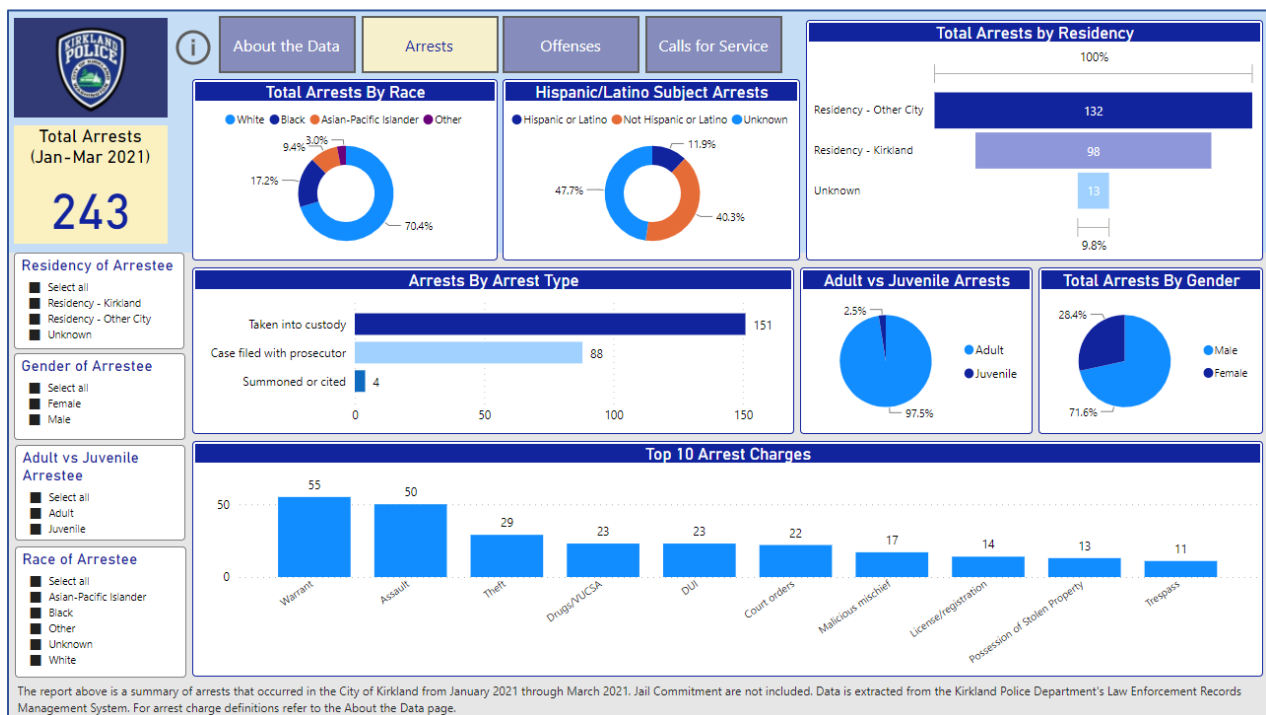 KIRKLAND
POLICE
WASHINGTON
i
About the Data
Arrests
Offenses
Calls for Service
Total Arrests
(Jan-Mar 2021)
243
Total Arrests By Race
White Black Asian-Pacific Islander Other
3.0%
9.4%
17.2%
70.4%
Hispanic/Latino Subject Arrests
Hispanic or Latino Not Hispanic or Latino Unknown
11.9%
47.7%
40.3%
Total Arrests by Residency
100%
Residency - Other City 132
Residency - Kirkland 98
Unknown 13
9.8%
Residency of Arrestee
Select all
Residency - Kirkland
Residency - Other City
Unknown
Gender of Arrestee
Select all
Female
Male
Adult vs Juvenile
Arrestee
Select all
Adult
Juvenile
Race of Arrestee
Select all
Asian-Pacific Islander
Black
Other
Unknown
White
Arrests By Arrest Type
Taken into custody 151
Case filed with prosecutor 88
Summoned or cited 4
0 50 100 150
Adult vs Juvenile Arrests
2.5%
Adult
Juvenile
97.5%
Total Arrests By Gender
28.4%
Male
Female
71.6%
Top 10 Arrest Charges
50
0
55 50 29 23 23 22 17 14 13 11
Warrant
Assault
Theft
Drugs/VUCSA
DUI
Court orders
Malicious mischief
License/registration
Possession of Stolen Property
Trespass
The report above is a summary of arrests that occurred in the City of Kirkland from January 2021 through March 2021. Jail Commitment are not included. Data is extracted from the Kirkland Police Department's Law Enforcement Records
Management System. For arrest charge definitions refer to the About the Data page.